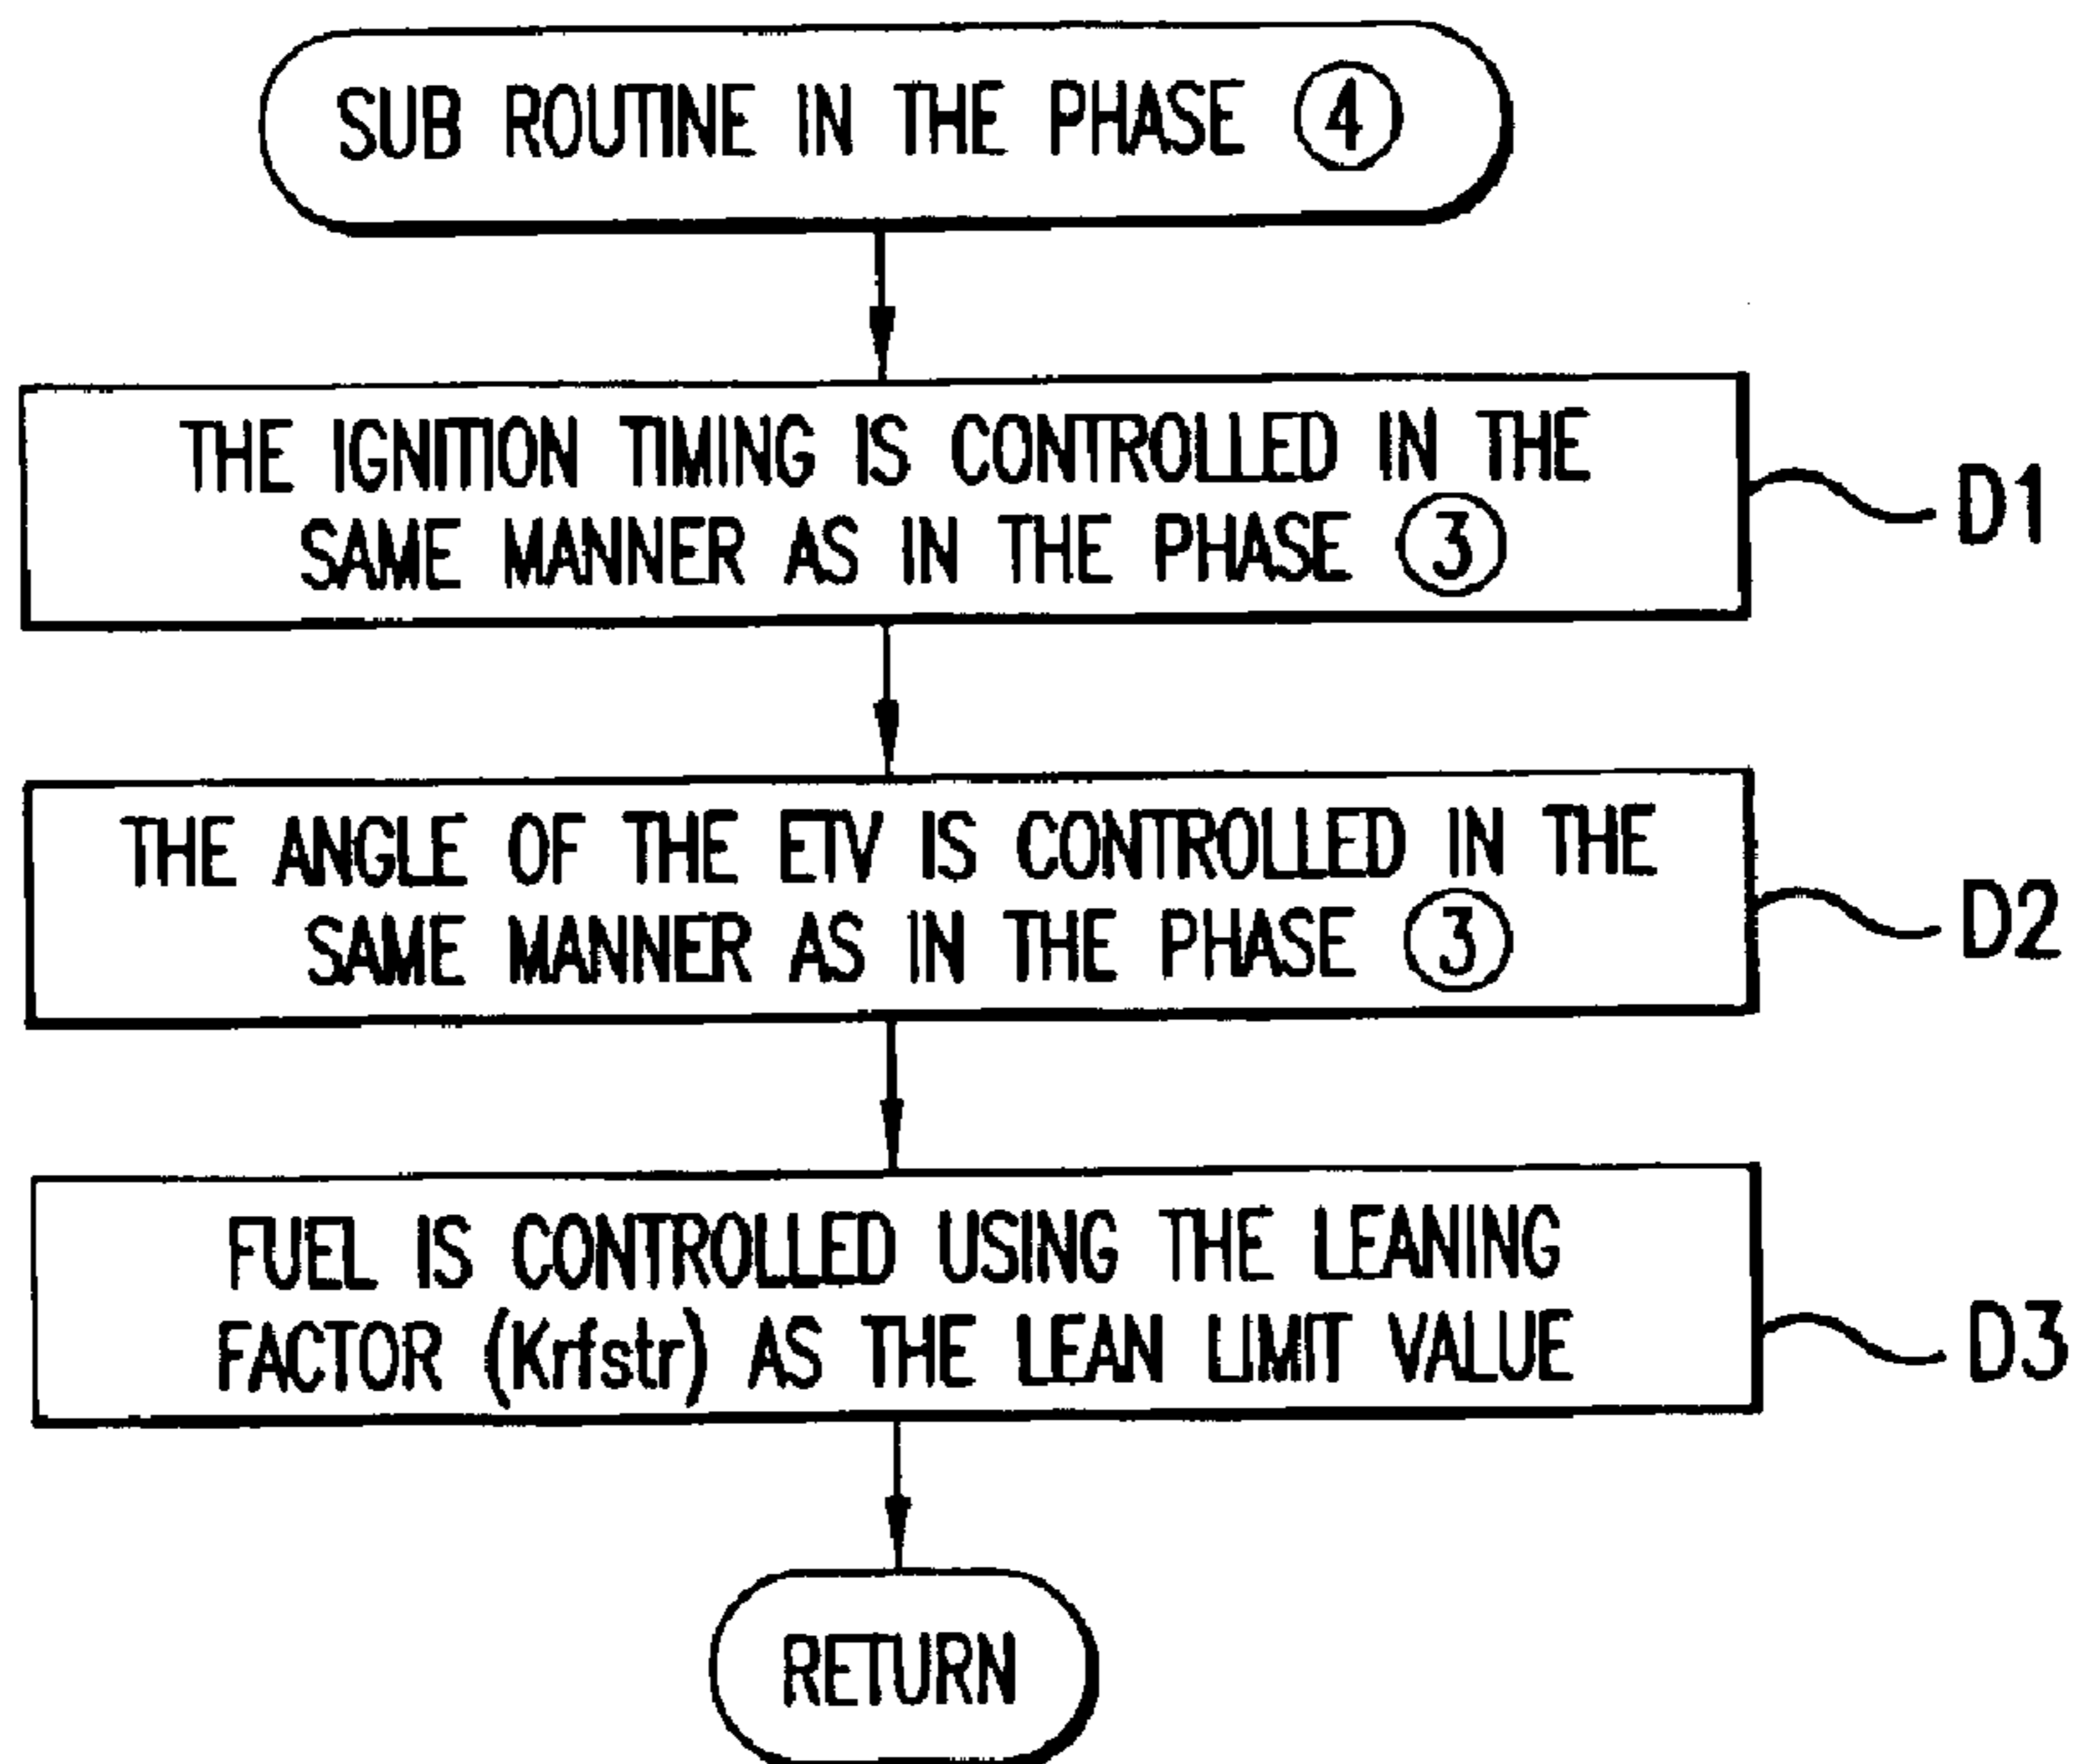 SUB ROUTINE IN THE PHASE ④
THE IGNITION TIMING IS CONTROLLED IN THE
SAME MANNER AS IN THE PHASE ③
D1
THE ANGLE OF THE ETV IS CONTROLLED IN THE
SAME MANNER AS IN THE PHASE ③
D2
FUEL IS CONTROLLED USING THE LEANING
FACTOR (Krfstr) AS THE LEAN LIMIT VALUE
D3
RETURN